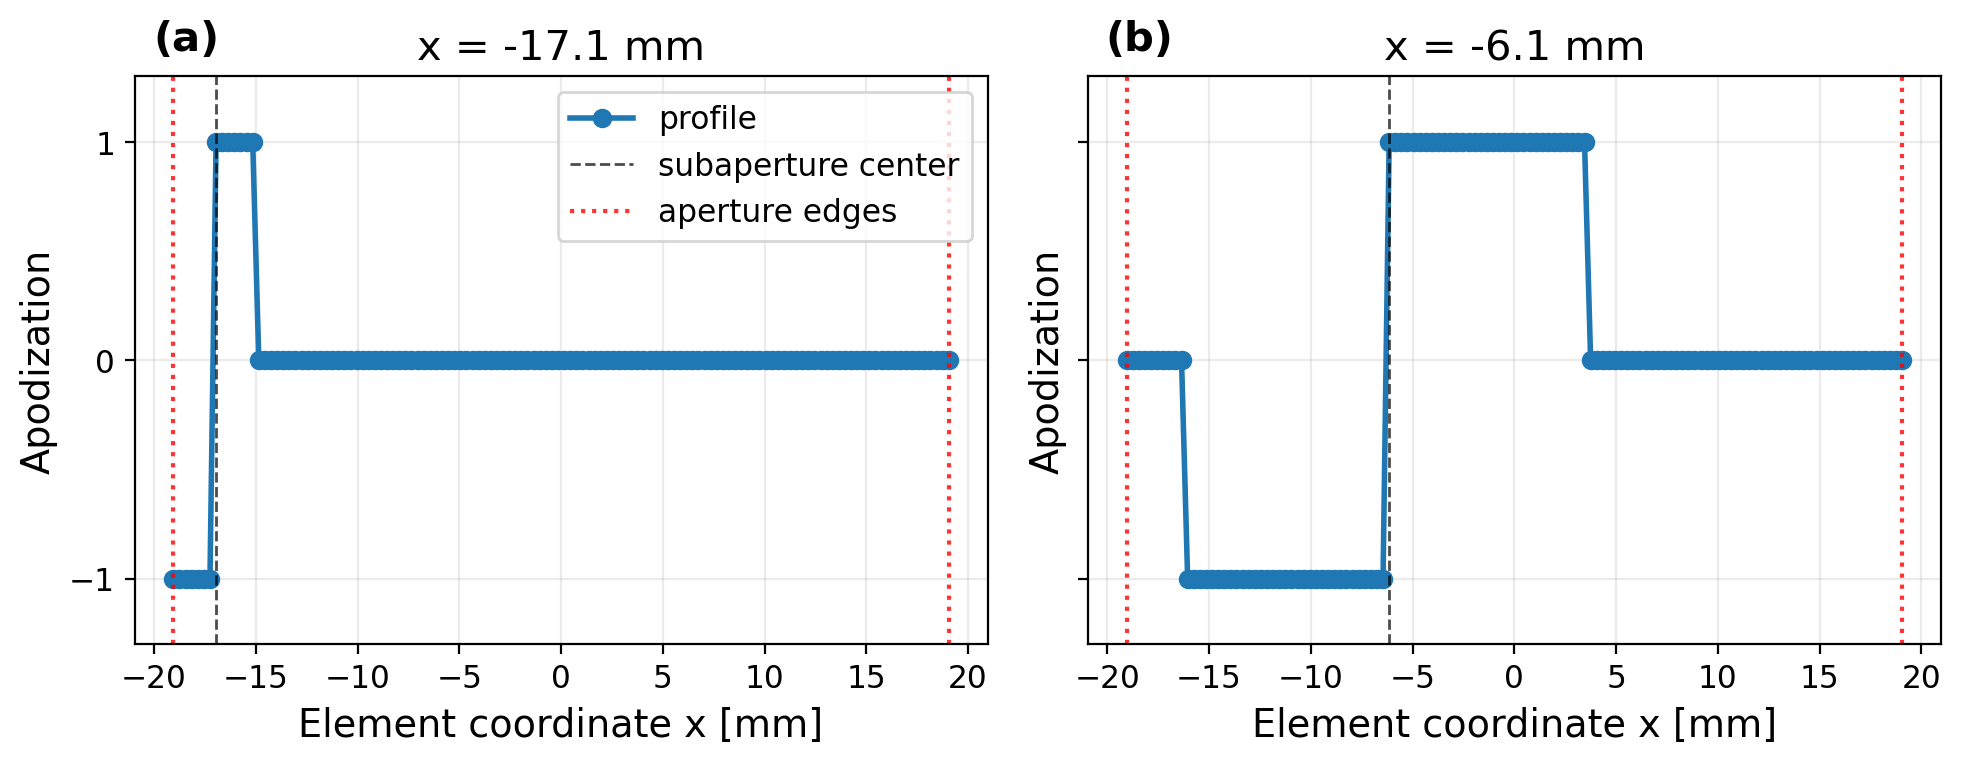 (a)
x = -17.1 mm
profile
subaperture center
aperture edges
1
0
−1
Apodization
−20 −15 −10 −5 0 5 10 15 20
Element coordinate x [mm]
(b)
x = -6.1 mm
Apodization
−20 −15 −10 −5 0 5 10 15 20
Element coordinate x [mm]